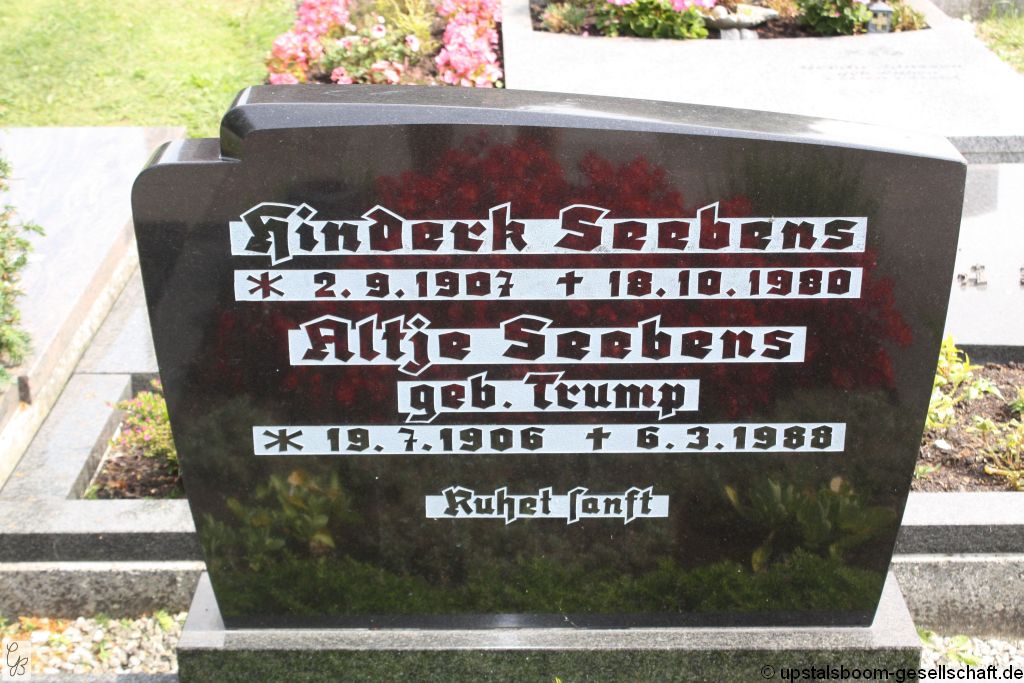 Hinderk Seebens
* 2.9.1907 † 18.10.1980
Altje Seebens
geb. Trump
* 19.7.1906 † 6.3.1988
Ruhet sanft
GB
© upstalsboom-gesellschaft.de